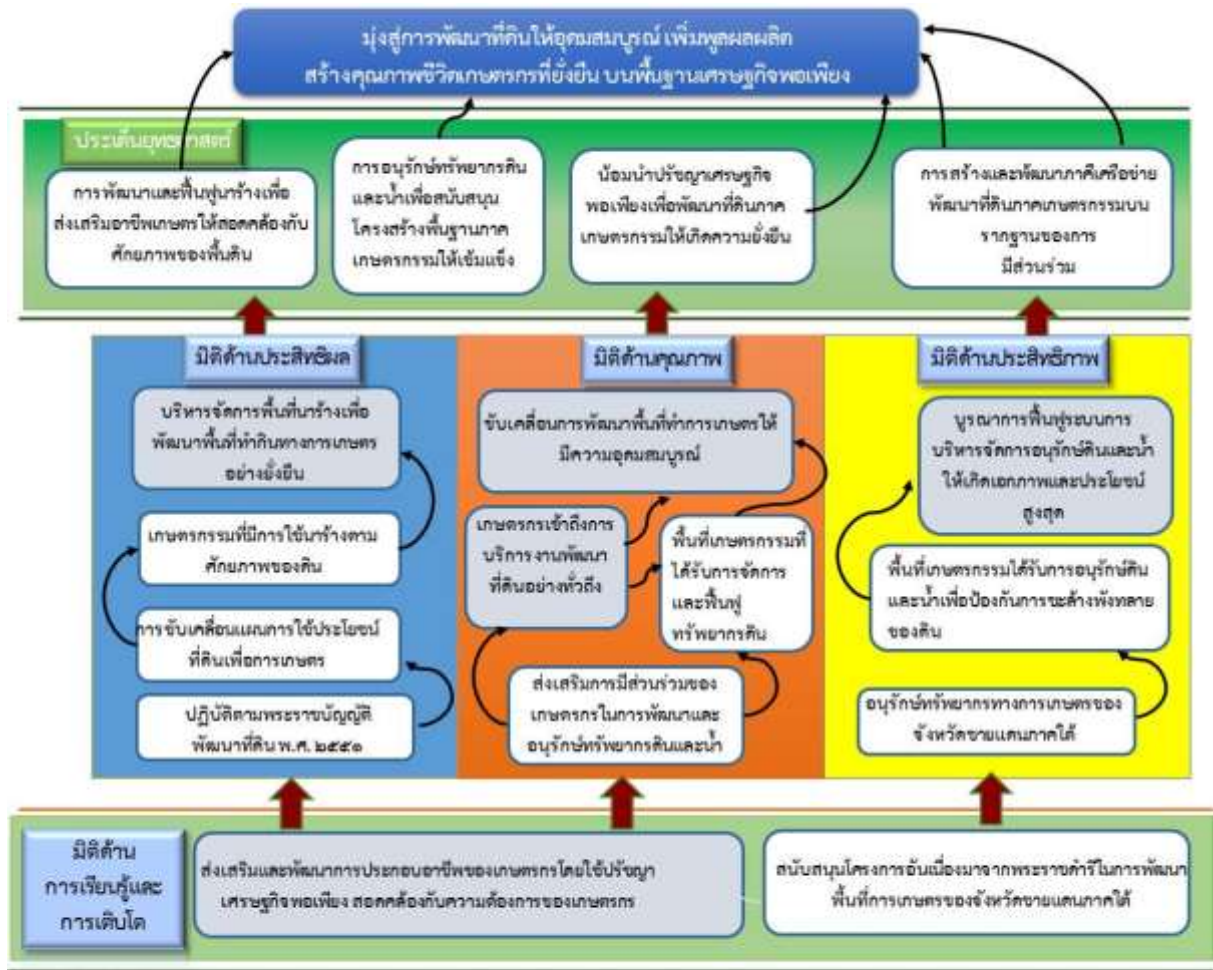 มุ่งสู่การพัฒนาที่ดินให้อุดมสมบูรณ์ เพิ่มพูลผลผลิต
สร้างคุณภาพชีวิตเกษตรกรที่ยั่งยืน บนพื้นฐานเศรษฐกิจพอเพียง
ประเด็นยุทธศาสตร์
การพัฒนาและฟื้นฟูนาร้างเพื่อ
ส่งเสริมอาชีพเกษตรให้สอดคล้องกับ
ศักยภาพของพื้นดิน
การอนุรักษ์ทรัพยากรดิน
และน้ำเพื่อสนับสนุน
โครงสร้างพื้นฐานภาค
เกษตรกรรมให้เข้มแข็ง
น้อมนำปรัชญาเศรษฐกิจ
พอเพียงเพื่อพัฒนาที่ดินภาค
เกษตรกรรมให้เกิดความยั่งยืน
การสร้างและพัฒนาภาคีเครือข่าย
พัฒนาที่ดินภาคเกษตรกรรมบน
รากฐานของการ
มีส่วนร่วม
มิติด้านประสิทธิผล
บริหารจัดการพื้นที่นาร้างเพื่อ
พัฒนาพื้นที่ทำกินทางการเกษตร
อย่างยั่งยืน
เกษตรกรรมที่มีการใช้นาร้างตาม
ศักยภาพของดิน
การขับเคลื่อนแผนการใช้ประโยชน์
ที่ดินเพื่อการเกษตร
ปฏิบัติตามพระราชบัญญัติ
พัฒนาที่ดิน พ.ศ. ๒๕๕๑
มิติด้านคุณภาพ
ขับเคลื่อนการพัฒนาพื้นที่ทำการเกษตรให้
มีความอุดมสมบูรณ์
เกษตรกรเข้าถึงการ
บริการงานพัฒนา
ที่ดินอย่างทั่วถึง
พื้นที่เกษตรกรรมที่
ได้รับการจัดการ
และฟื้นฟู
ทรัพยากรดิน
ส่งเสริมการมีส่วนร่วมของ
เกษตรกรในการพัฒนาและ
อนุรักษ์ทรัพยากรดินและน้ำ
มิติด้านประสิทธิภาพ
บูรณาการฟื้นฟูระบบการ
บริหารจัดการอนุรักษ์ดินและน้ำ
ให้เกิดเอกภาพและประโยชน์
สูงสุด
พื้นที่เกษตรกรรมได้รับการอนุรักษ์ดิน
และน้ำเพื่อป้องกันการชะล้างพังทลาย
ของดิน
อนุรักษ์ทรัพยากรทางการเกษตรของ
จังหวัดชายแดนภาคใต้
มิติด้าน
การเรียนรู้และ
การเติบโต
ส่งเสริมและพัฒนาการประกอบอาชีพของเกษตรกรโดยใช้ปรัชญา
เศรษฐกิจพอเพียง สอดคล้องกับความต้องการของเกษตรกร
สนับสนุนโครงการอันเนื่องมาจากพระราชดำริในการพัฒนา
พื้นที่การเกษตรของจังหวัดชายแดนภาคใต้